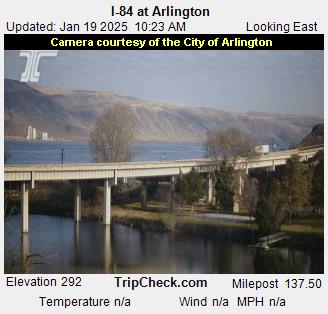 I-84 at Arlington
Updated: Jan 19 2025 10:23 AM Looking East
Camera courtesy of the City of Arlington
Elevation 292 TripCheck.com Milepost 137.50
Temperature n/a Wind n/a MPH n/a